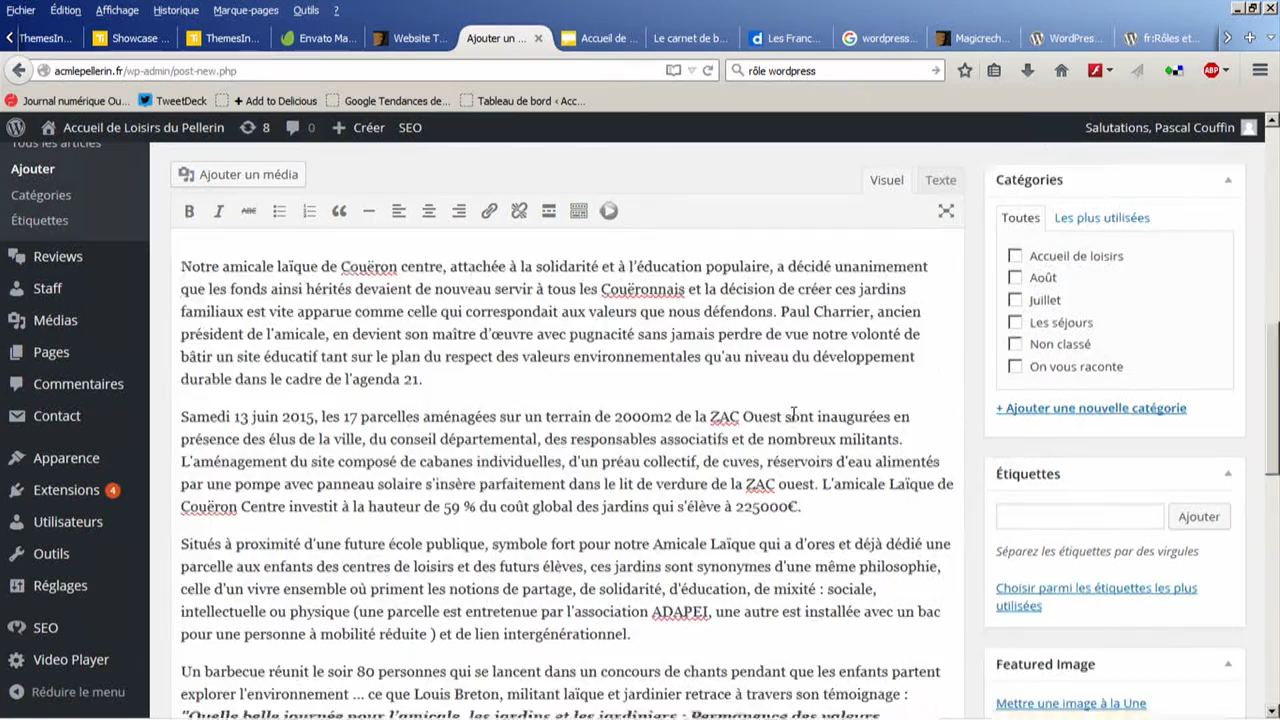 Fichier Édition Affichage Historique Marque-pages Outils ?
ThemesIn... Showcase ... ThemesIn... Envato Ma... Website T... Ajouter un ... × Accueil de ... Le carnet de b... Les Franc... wordpress... Magicrech... WordPres... fr:Rôles et...
acmlepellerin.fr/wp-admin/post-new.php rôle wordpress ABP
Journal numérique Ou... TweetDeck + Add to Delicious Google Tendances de... Tableau de bord ‹ Acc...
Accueil de Loisirs du Pellerin 8 0 + Créer SEO Salutations, Pascal Couffin
Tous les articles
Ajouter
Catégories
Étiquettes
Reviews
Staff
Médias
Pages
Commentaires
Contact
Apparence
Extensions 4
Utilisateurs
Outils
Réglages
SEO
Video Player
Réduire le menu
Ajouter un média
Visuel Texte
B I ABC
Notre amicale laïque de Couëron centre, attachée à la solidarité et à l'éducation populaire, a décidé unanimement
que les fonds ainsi hérités devaient de nouveau servir à tous les Couëronnais et la décision de créer ces jardins
familiaux est vite apparue comme celle qui correspondait aux valeurs que nous défendons. Paul Charrier, ancien
président de l'amicale, en devient son maître d'œuvre avec pugnacité sans jamais perdre de vue notre volonté de
bâtir un site éducatif tant sur le plan du respect des valeurs environnementales qu'au niveau du développement
durable dans le cadre de l'agenda 21.
Samedi 13 juin 2015, les 17 parcelles aménagées sur un terrain de 2000m2 de la ZAC Ouest sont inaugurées en
présence des élus de la ville, du conseil départemental, des responsables associatifs et de nombreux militants.
L'aménagement du site composé de cabanes individuelles, d'un préau collectif, de cuves, réservoirs d'eau alimentés
par une pompe avec panneau solaire s'insère parfaitement dans le lit de verdure de la ZAC ouest. L'amicale Laïque de
Couëron Centre investit à la hauteur de 59 % du coût global des jardins qui s'élève à 225000€.
Situés à proximité d'une future école publique, symbole fort pour notre Amicale Laïque qui a d'ores et déjà dédié une
parcelle aux enfants des centres de loisirs et des futurs élèves, ces jardins sont synonymes d'une même philosophie,
celle d'un vivre ensemble où priment les notions de partage, de solidarité, d'éducation, de mixité : sociale,
intellectuelle ou physique (une parcelle est entretenue par l'association ADAPEI, une autre est installée avec un bac
pour une personne à mobilité réduite ) et de lien intergénérationnel.
Un barbecue réunit le soir 80 personnes qui se lancent dans un concours de chants pendant que les enfants partent
explorer l'environnement ... ce que Louis Breton, militant laïque et jardinier retrace à travers son témoignage :
"Quelle belle journée pour l'amicale, les jardins et les jardiniers : Permanence des valeurs
Catégories
Toutes Les plus utilisées
Accueil de loisirs
Août
Juillet
Les séjours
Non classé
On vous raconte
+ Ajouter une nouvelle catégorie
Étiquettes
Ajouter
Séparez les étiquettes par des virgules
Choisir parmi les étiquettes les plus
utilisées
Featured Image
Mettre une image à la Une